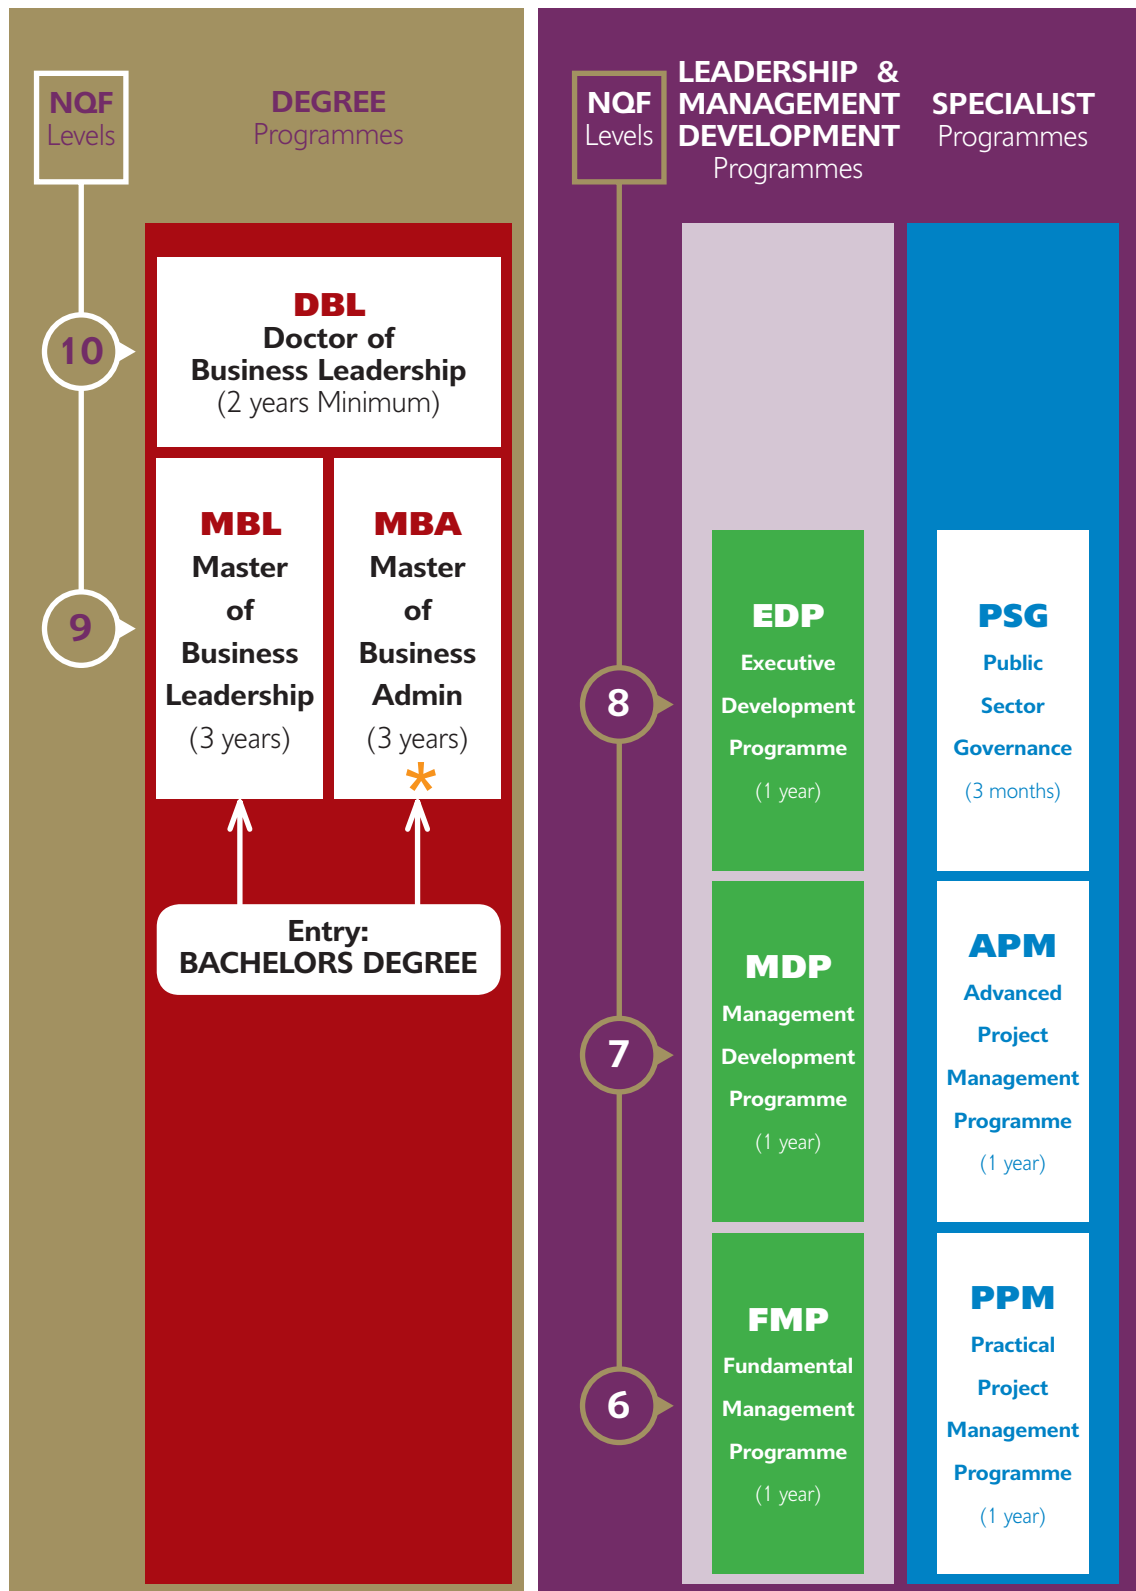 NQF
Levels
DEGREE
Programmes
10
DBL
Doctor of
Business Leadership
(2 years Minimum)
9
MBL
Master
of
Business
Leadership
(3 years)
MBA
Master
of
Business
Admin
(3 years)
*
Entry:
BACHELORS DEGREE
NQF
Levels
LEADERSHIP &
MANAGEMENT
DEVELOPMENT
Programmes
SPECIALIST
Programmes
8
EDP
Executive
Development
Programme
(1 year)
PSG
Public
Sector
Governance
(3 months)
7
MDP
Management
Development
Programme
(1 year)
APM
Advanced
Project
Management
Programme
(1 year)
6
FMP
Fundamental
Management
Programme
(1 year)
PPM
Practical
Project
Management
Programme
(1 year)